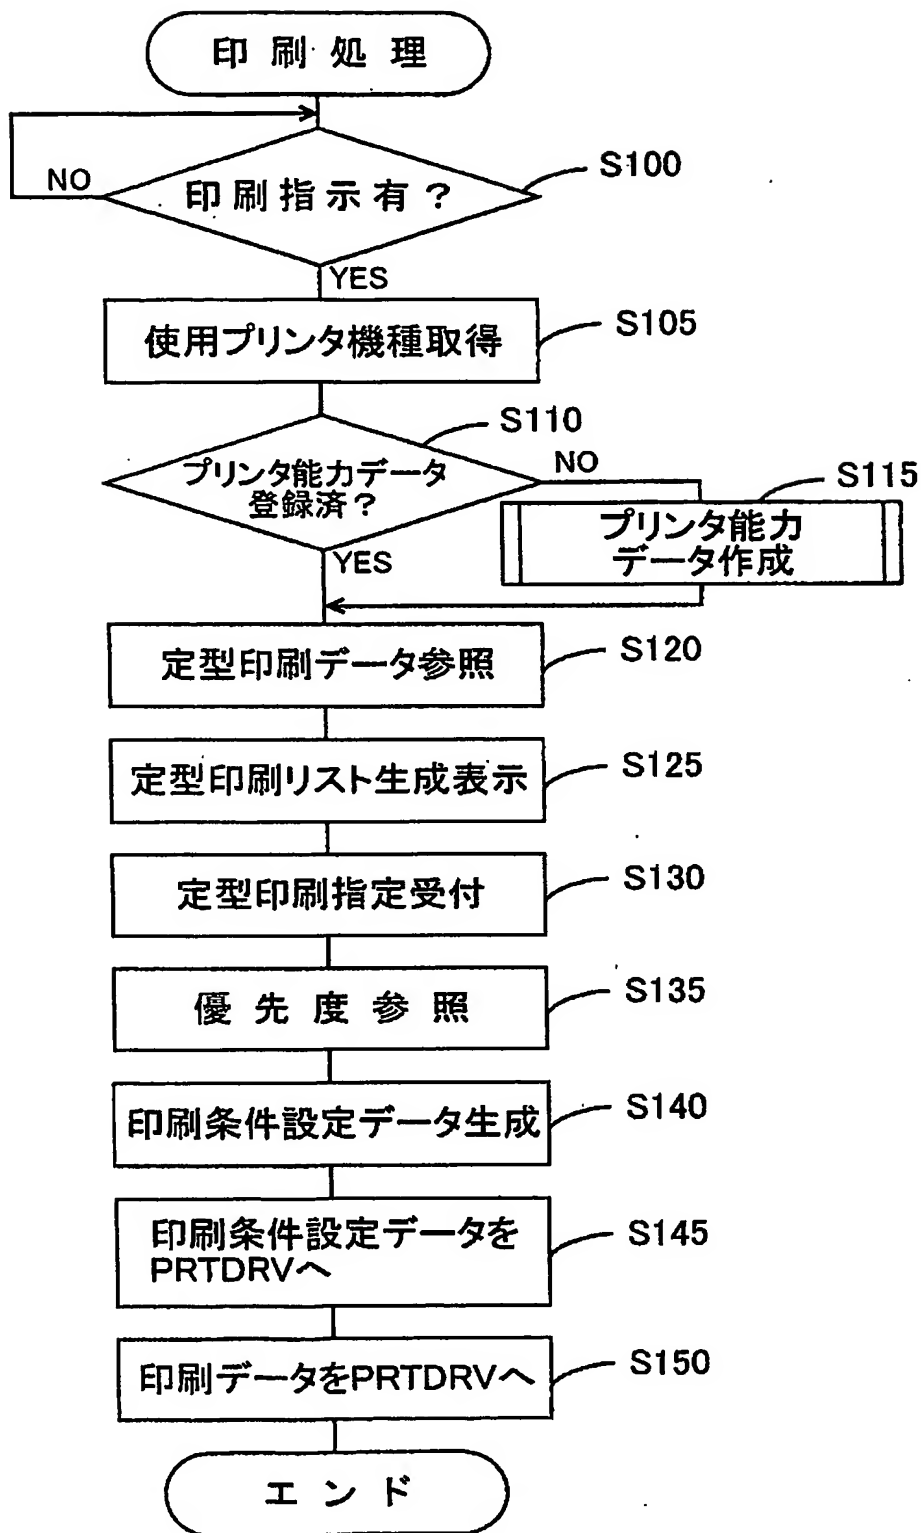 印刷処理
NO
印刷指示有？
S100
YES
使用プリンタ機種取得
S105
S110
プリンタ能力データ
登録済？
NO
S115
プリンタ能力
データ作成
YES
定型印刷データ参照
S120
定型印刷リスト生成表示
S125
定型印刷指定受付
S130
優先度参照
S135
印刷条件設定データ生成
S140
印刷条件設定データを
PRTDRVへ
S145
印刷データをPRTDRVへ
S150
エンド